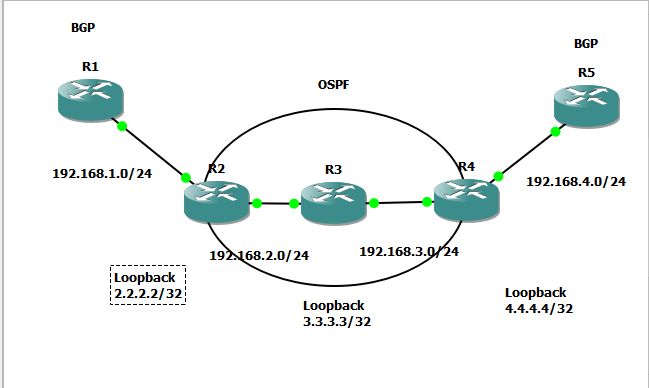 BGP
R1
BGP
R5
OSPF
192.168.1.0/24
R2
R3
R4
192.168.4.0/24
192.168.2.0/24
192.168.3.0/24
Loopback
2.2.2.2/32
Loopback
3.3.3.3/32
Loopback
4.4.4.4/32